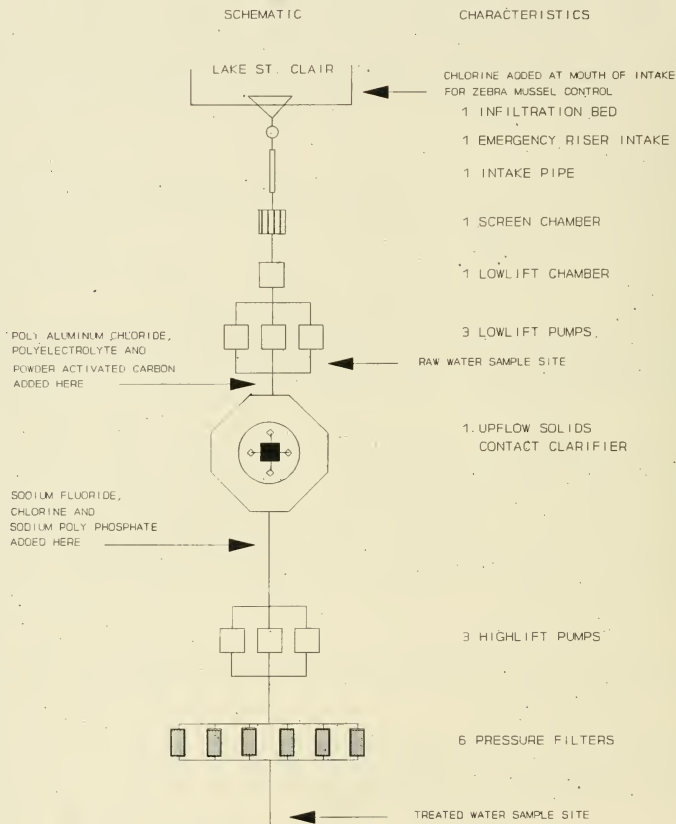 SCHEMATIC
CHARACTERISTICS
LAKE ST. CLAIR
CHLORINE ADDED AT MOUTH OF INTAKE
FOR ZEBRA MUSSEL CONTROL
1 INFILTRATION BED
1 EMERGENCY RISER INTAKE
1 INTAKE PIPE
1 SCREEN CHAMBER
1 LOWLIFT CHAMBER
3 LOWLIFT PUMPS
POLY ALUMINUM CHLORIDE,
POLYELECTROLYTE AND
POWDER ACTIVATED CARBON
ADDED HERE
RAW WATER SAMPLE SITE
1. UPFLOW SOLIDS
CONTACT CLARIFIER
SODIUM FLUORIDE,
CHLORINE AND
SODIUM POLY PHOSPHATE
ADDED HERE
3 HIGHLIFT PUMPS
6 PRESSURE FILTERS
TREATED WATER SAMPLE SITE